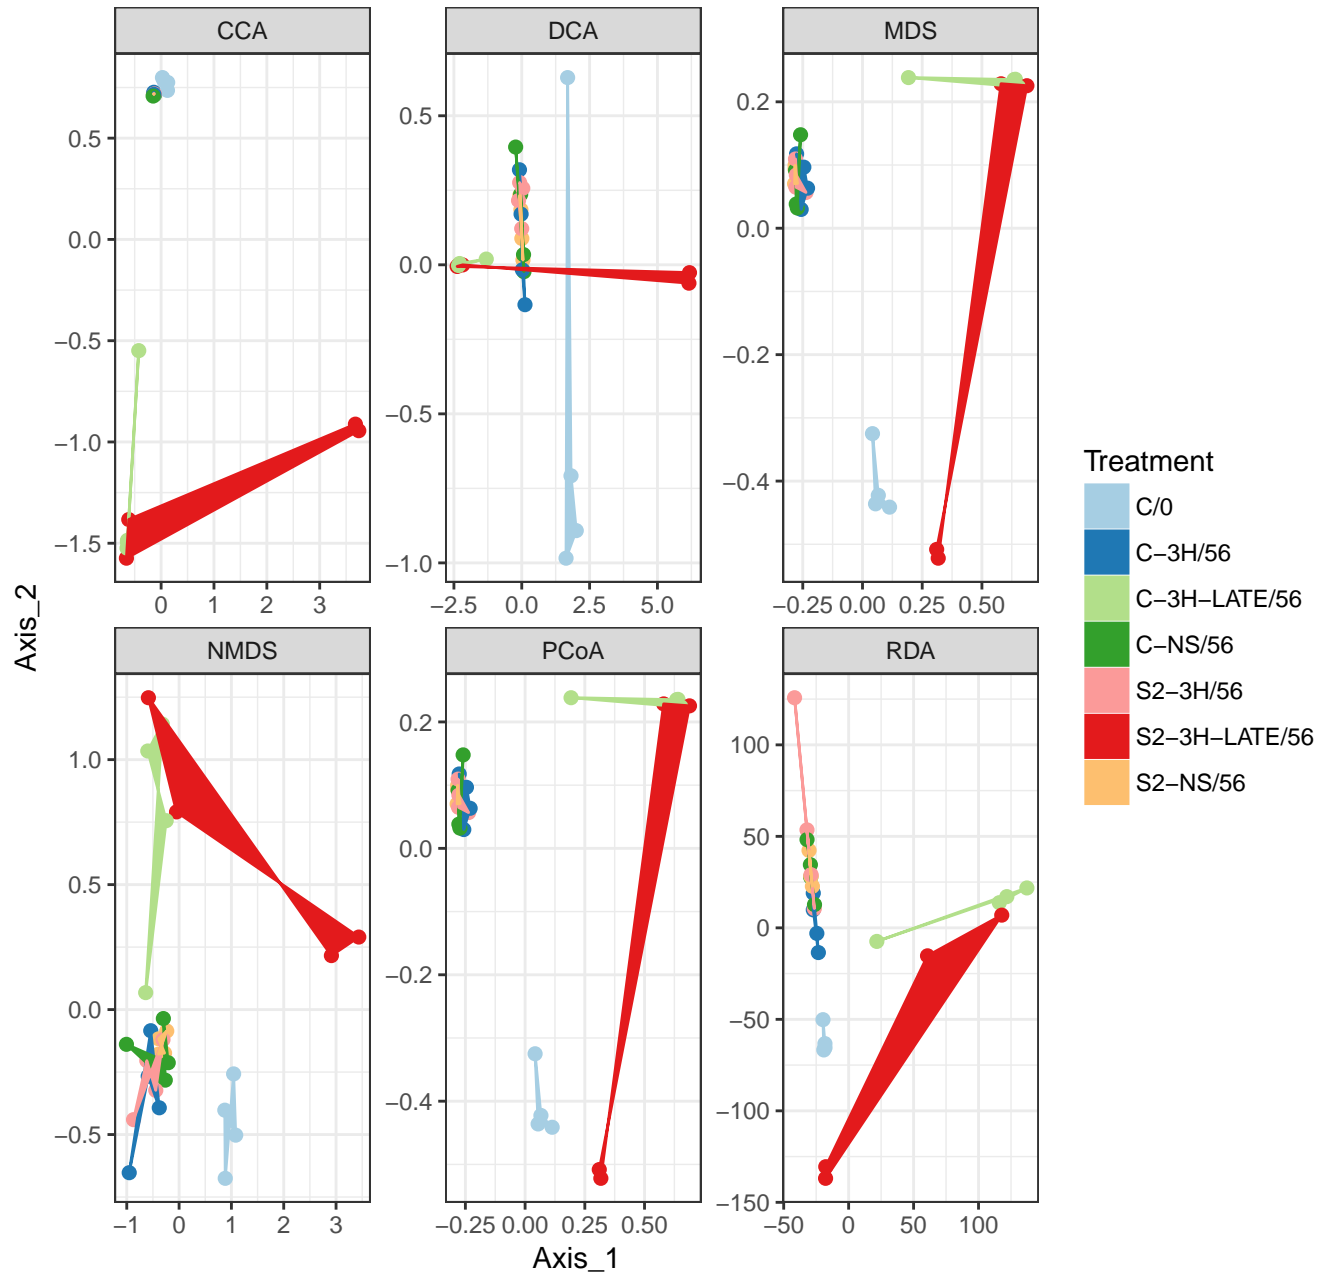 CCA DCA MDS
0.5
0.0
−0.5
−1.0
−1.5
0 1 2 3
0.5
0.0
−0.5
−1.0
−2.5 0.0 2.5 5.0
0.2
0.0
−0.2
−0.4
−0.25 0.00 0.25 0.50
NMDS PCoA RDA
1.0
0.5
0.0
−0.5
−1 0 1 2 3
0.2
0.0
−0.2
−0.4
−0.25 0.00 0.25 0.50
100
50
0
−50
−100
−150
−50 0 50 100
Axis_2
Axis_1
Treatment
C/0
C−3H/56
C−3H−LATE/56
C−NS/56
S2−3H/56
S2−3H−LATE/56
S2−NS/56